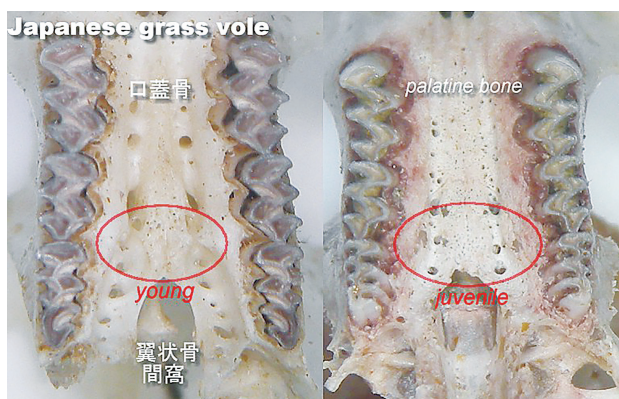 Japanese grass vole
口蓋骨
young
翼状骨
間窩
palatine bone
juvenile